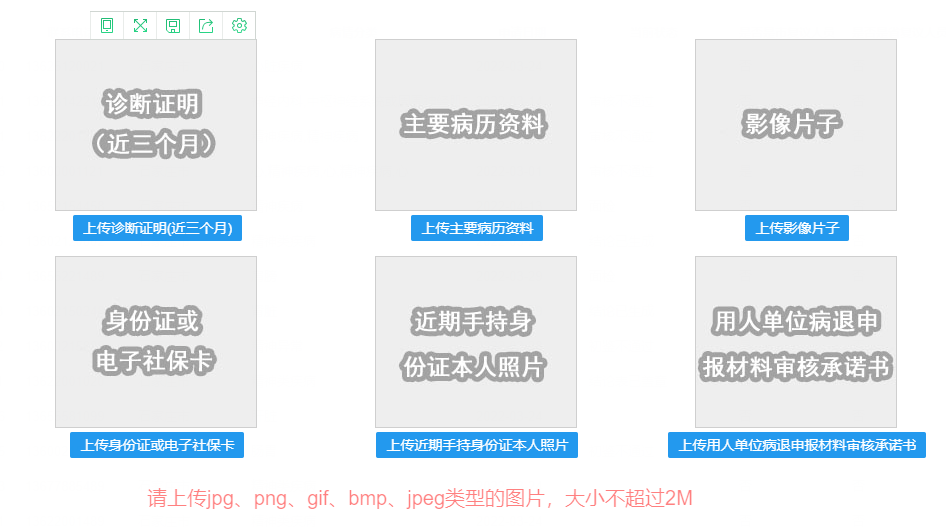 诊断证明
（近三个月）
主要病历资料
影像片子
上传诊断证明(近三个月)
上传主要病历资料
上传影像片子
身份证或
电子社保卡
近期手持身
份证本人照片
用人单位病退申
报材料审核承诺书
上传身份证或电子社保卡
上传近期手持身份证本人照片
上传用人单位病退申报材料审核承诺书
请上传jpg、png、gif、bmp、jpeg类型的图片，大小不超过2M